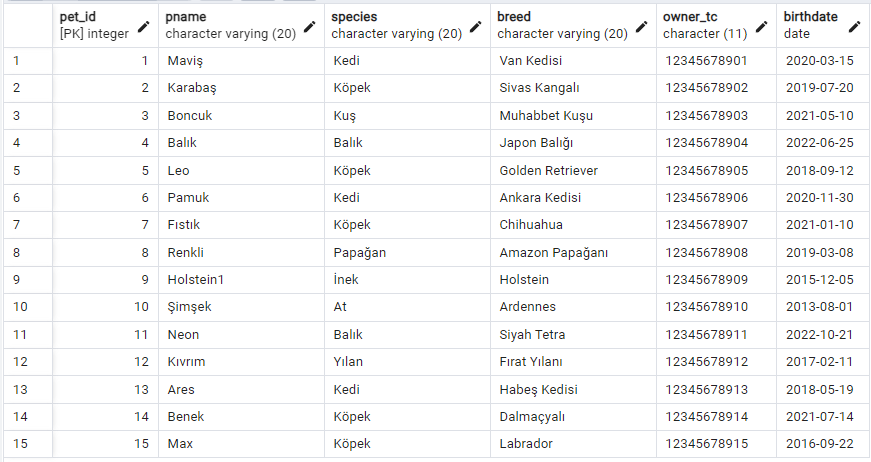 pet_id pname species breed owner_tc birthdate
[PK] integer character varying (20) character varying (20) character varying (20) character (11) date
1 1 Maviş Kedi Van Kedisi 12345678901 2020-03-15
2 2 Karabaş Köpek Sivas Kangalı 12345678902 2019-07-20
3 3 Boncuk Kuş Muhabbet Kuşu 12345678903 2021-05-10
4 4 Balık Balık Japon Balığı 12345678904 2022-06-25
5 5 Leo Köpek Golden Retriever 12345678905 2018-09-12
6 6 Pamuk Kedi Ankara Kedisi 12345678906 2020-11-30
7 7 Fıstık Köpek Chihuahua 12345678907 2021-01-10
8 8 Renkli Papağan Amazon Papağanı 12345678908 2019-03-08
9 9 Holstein1 İnek Holstein 12345678909 2015-12-05
10 10 Şimşek At Ardennes 12345678910 2013-08-01
11 11 Neon Balık Siyah Tetra 12345678911 2022-10-21
12 12 Kıvrım Yılan Fırat Yılanı 12345678912 2017-02-11
13 13 Ares Kedi Habeş Kedisi 12345678913 2018-05-19
14 14 Benek Köpek Dalmaçyalı 12345678914 2021-07-14
15 15 Max Köpek Labrador 12345678915 2016-09-22